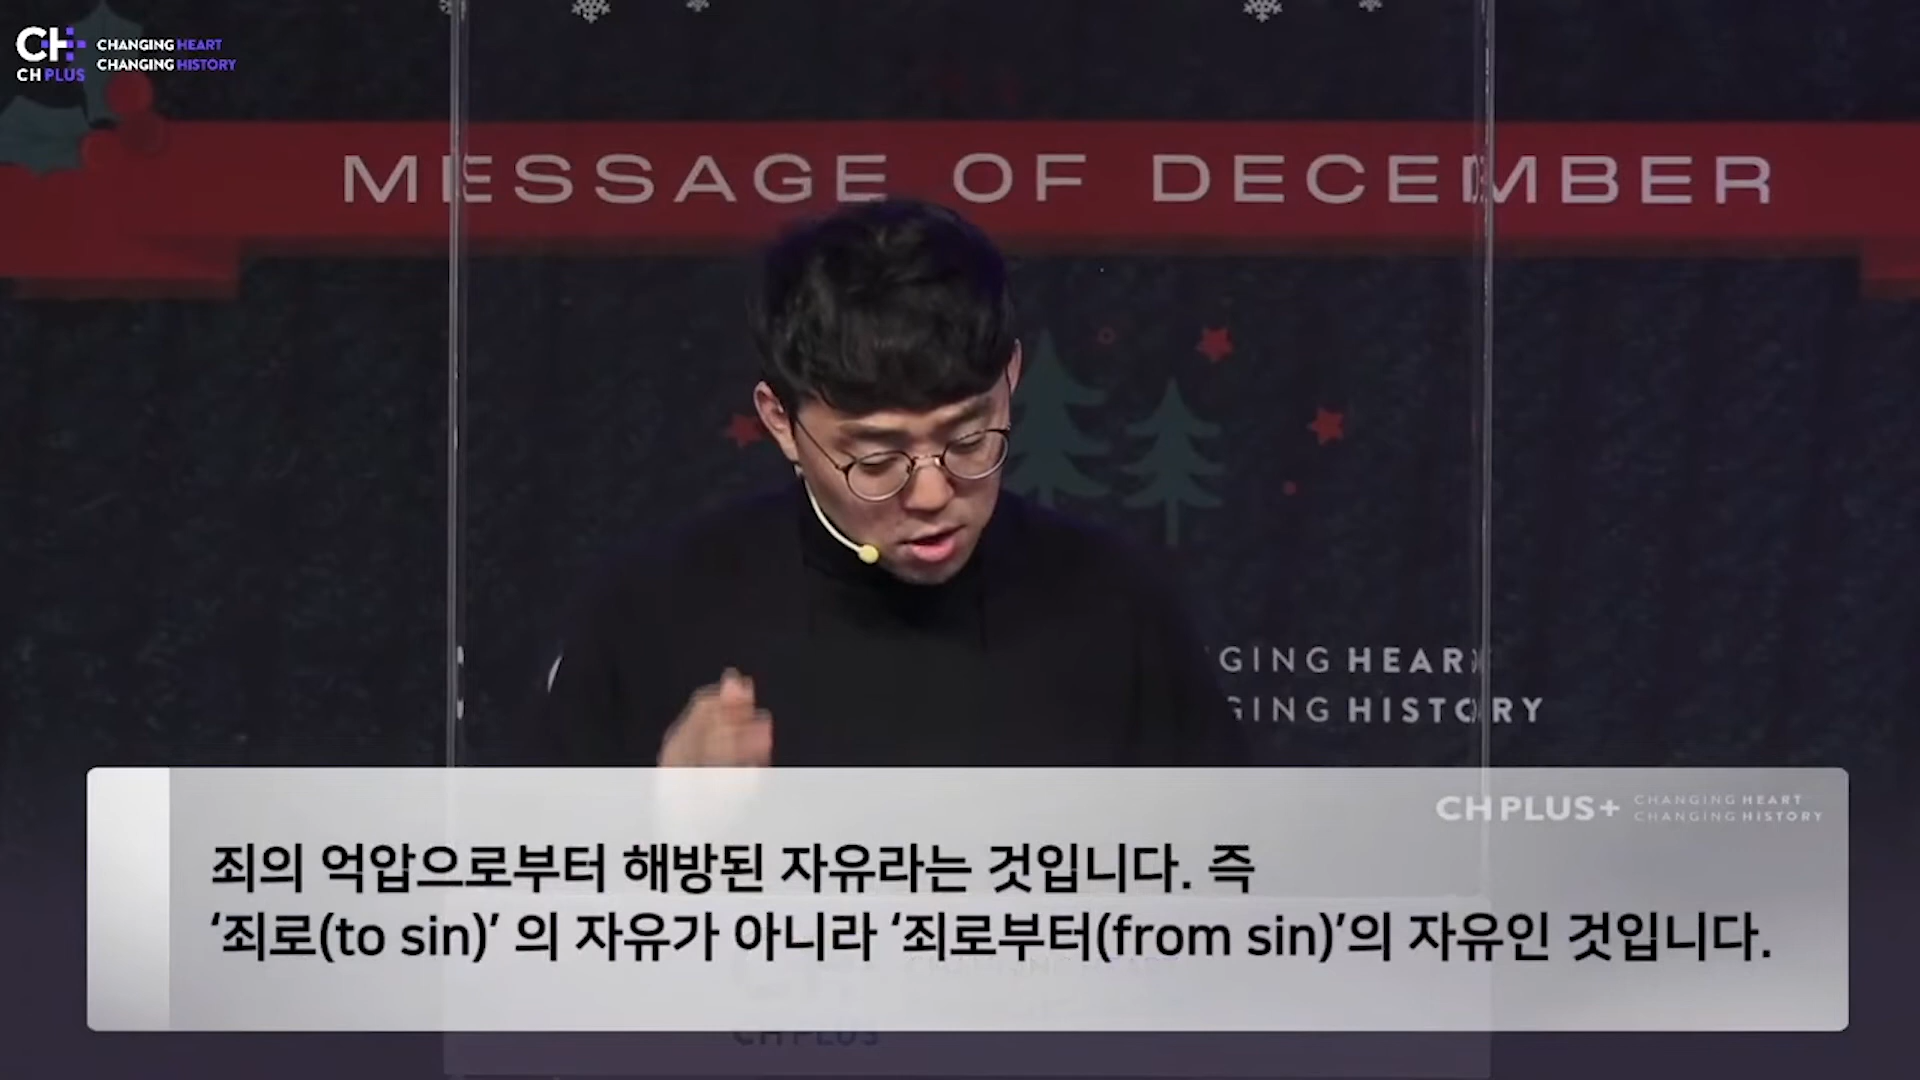 CH
CH PLUS
CHANGING HEART
CHANGING HISTORY
MESSAGE OF DECEMBER
GING HEAR
GING HISTORY
CH PLUS+
CHANGING HEART
CHANGING HISTORY
죄의 억압으로부터 해방된 자유라는 것입니다. 즉
‘죄로(to sin)’ 의 자유가 아니라 ‘죄로부터(from sin)’의 자유인 것입니다.
CH PLUS